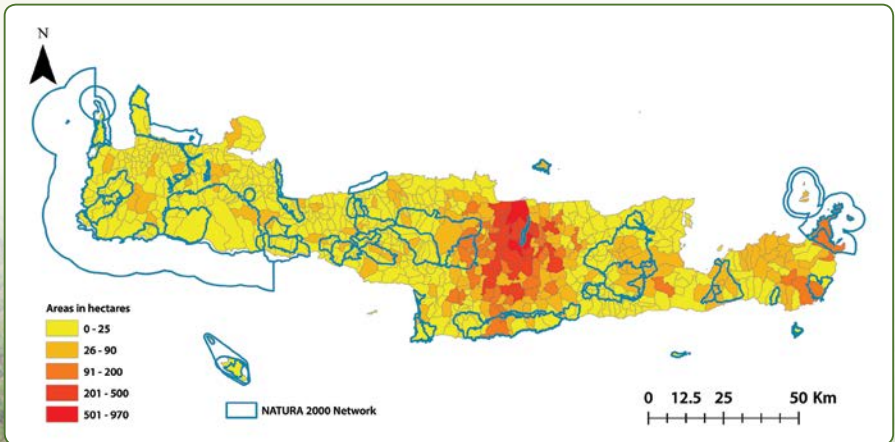 N
Areas in hectares
0 - 25
26 - 90
91 - 200
201 - 500
501 - 970
NATURA 2000 Network
0 12.5 25 50 Km